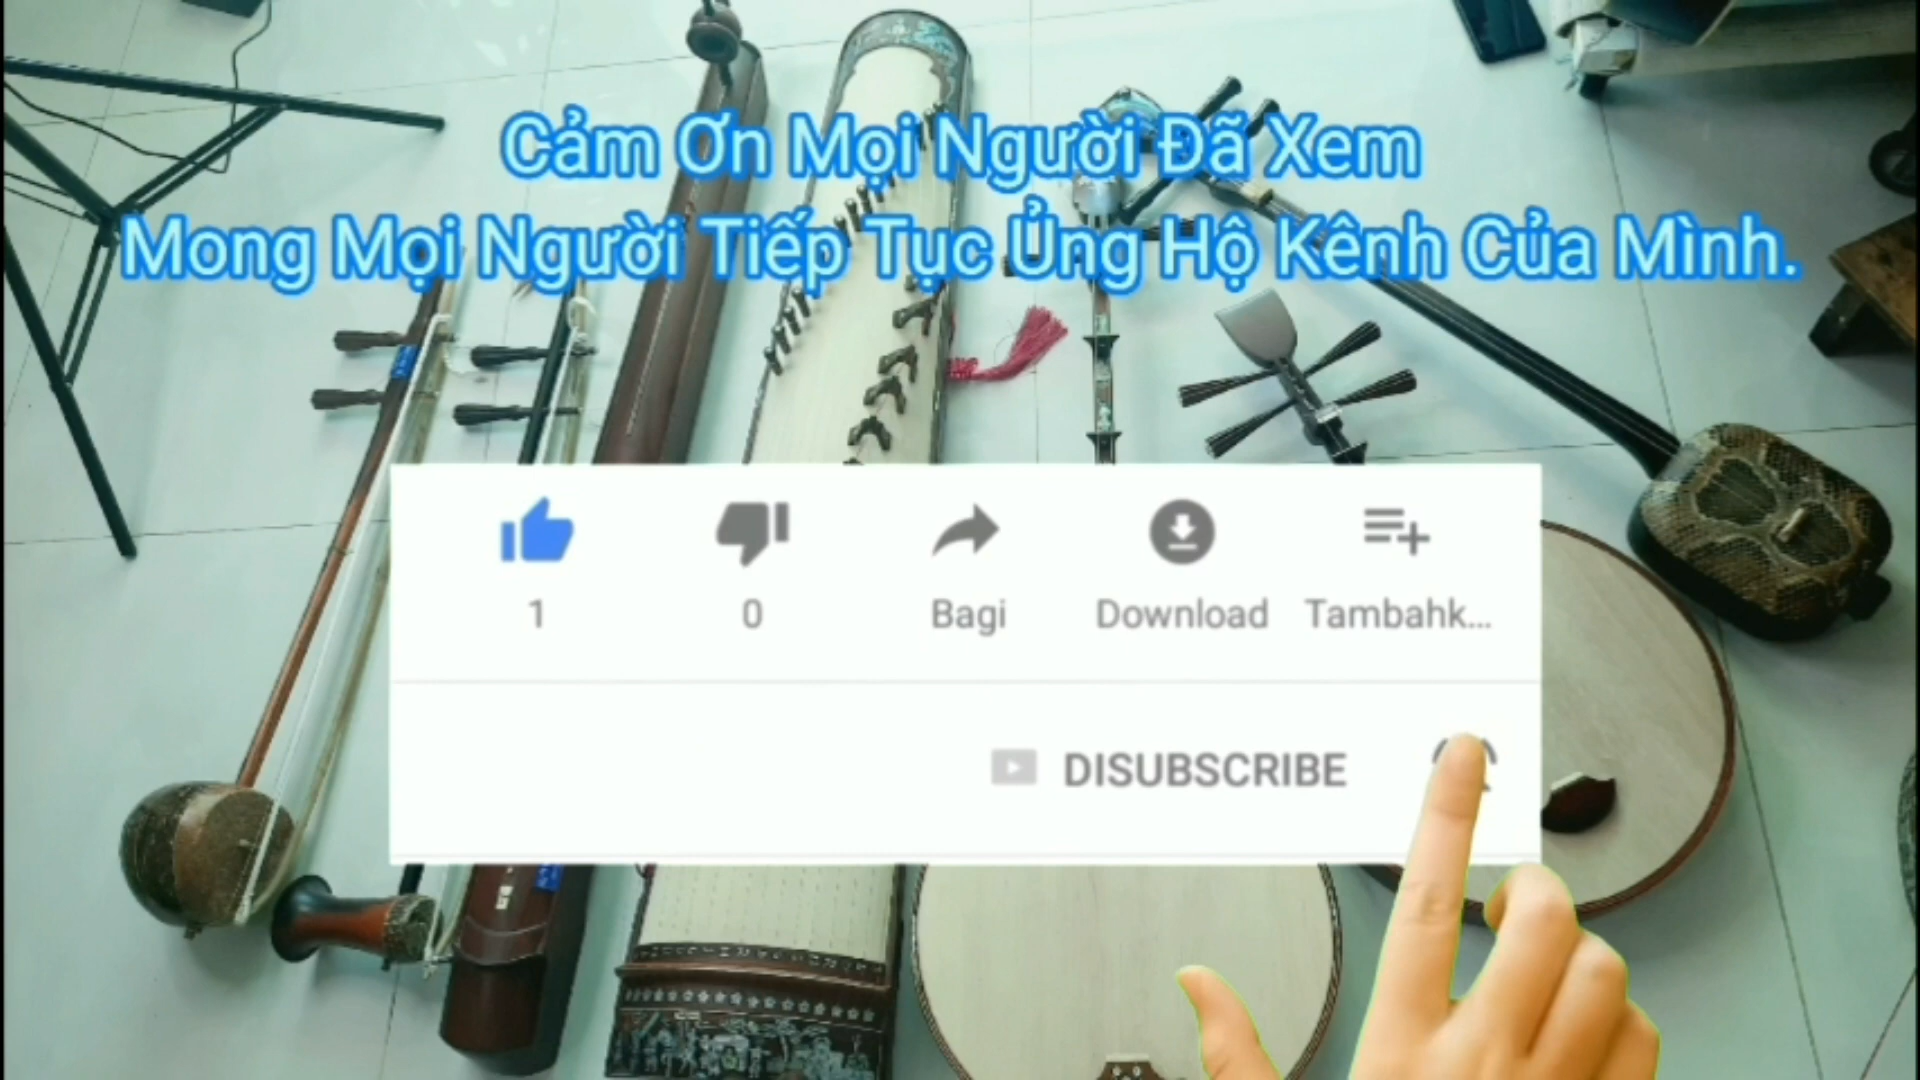 Cảm Ơn Mọi Người Đã Xem
Mong Mọi Người Tiếp Tục Ủng Hộ Kênh Của Mình.
1 0 Bagi Download Tambahk...
DISUBSCRIBE